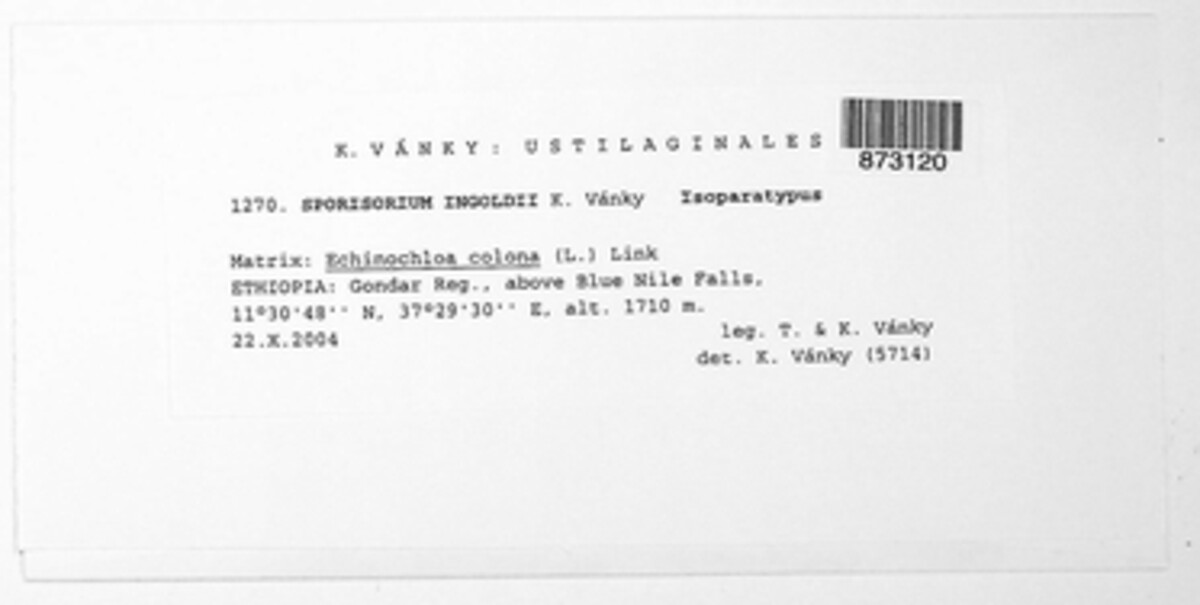 K. VÁNKY: USTILAGINALES
873120
1270. SPORISORIUM INGOLDII K. Vánky Isoparatypus
Matrix: Echinochloa colona (L.) Link
ETHIOPIA: Gondar Reg., above Blue Nile Falls,
11°30'48'' N, 37°29'30'' E, alt. 1710 m.
22.X.2004
leg. T. & K. Vánky
det. K. Vánky (5714)